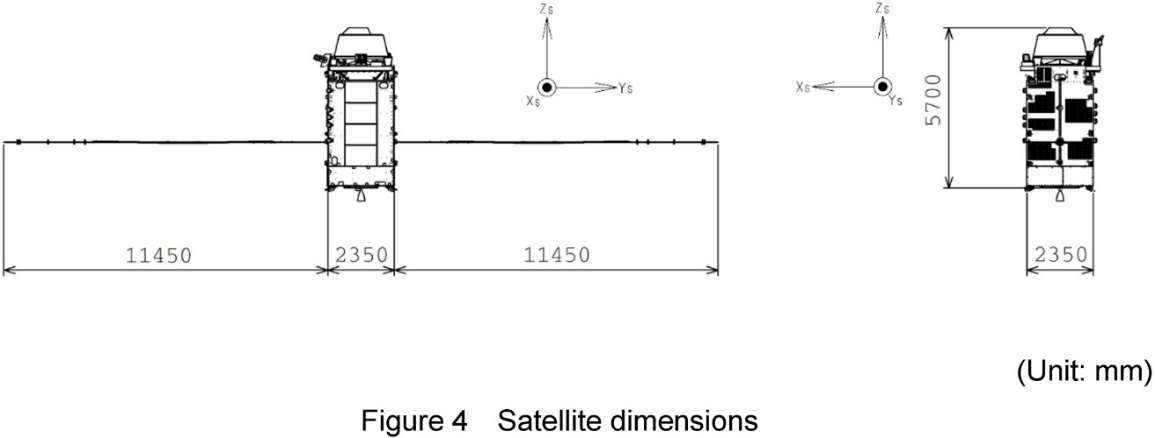 Zs
Ys
Xs
Zs
Xs
Ys
5700
11450
2350
11450
2350
(Unit: mm)
Figure 4 Satellite dimensions